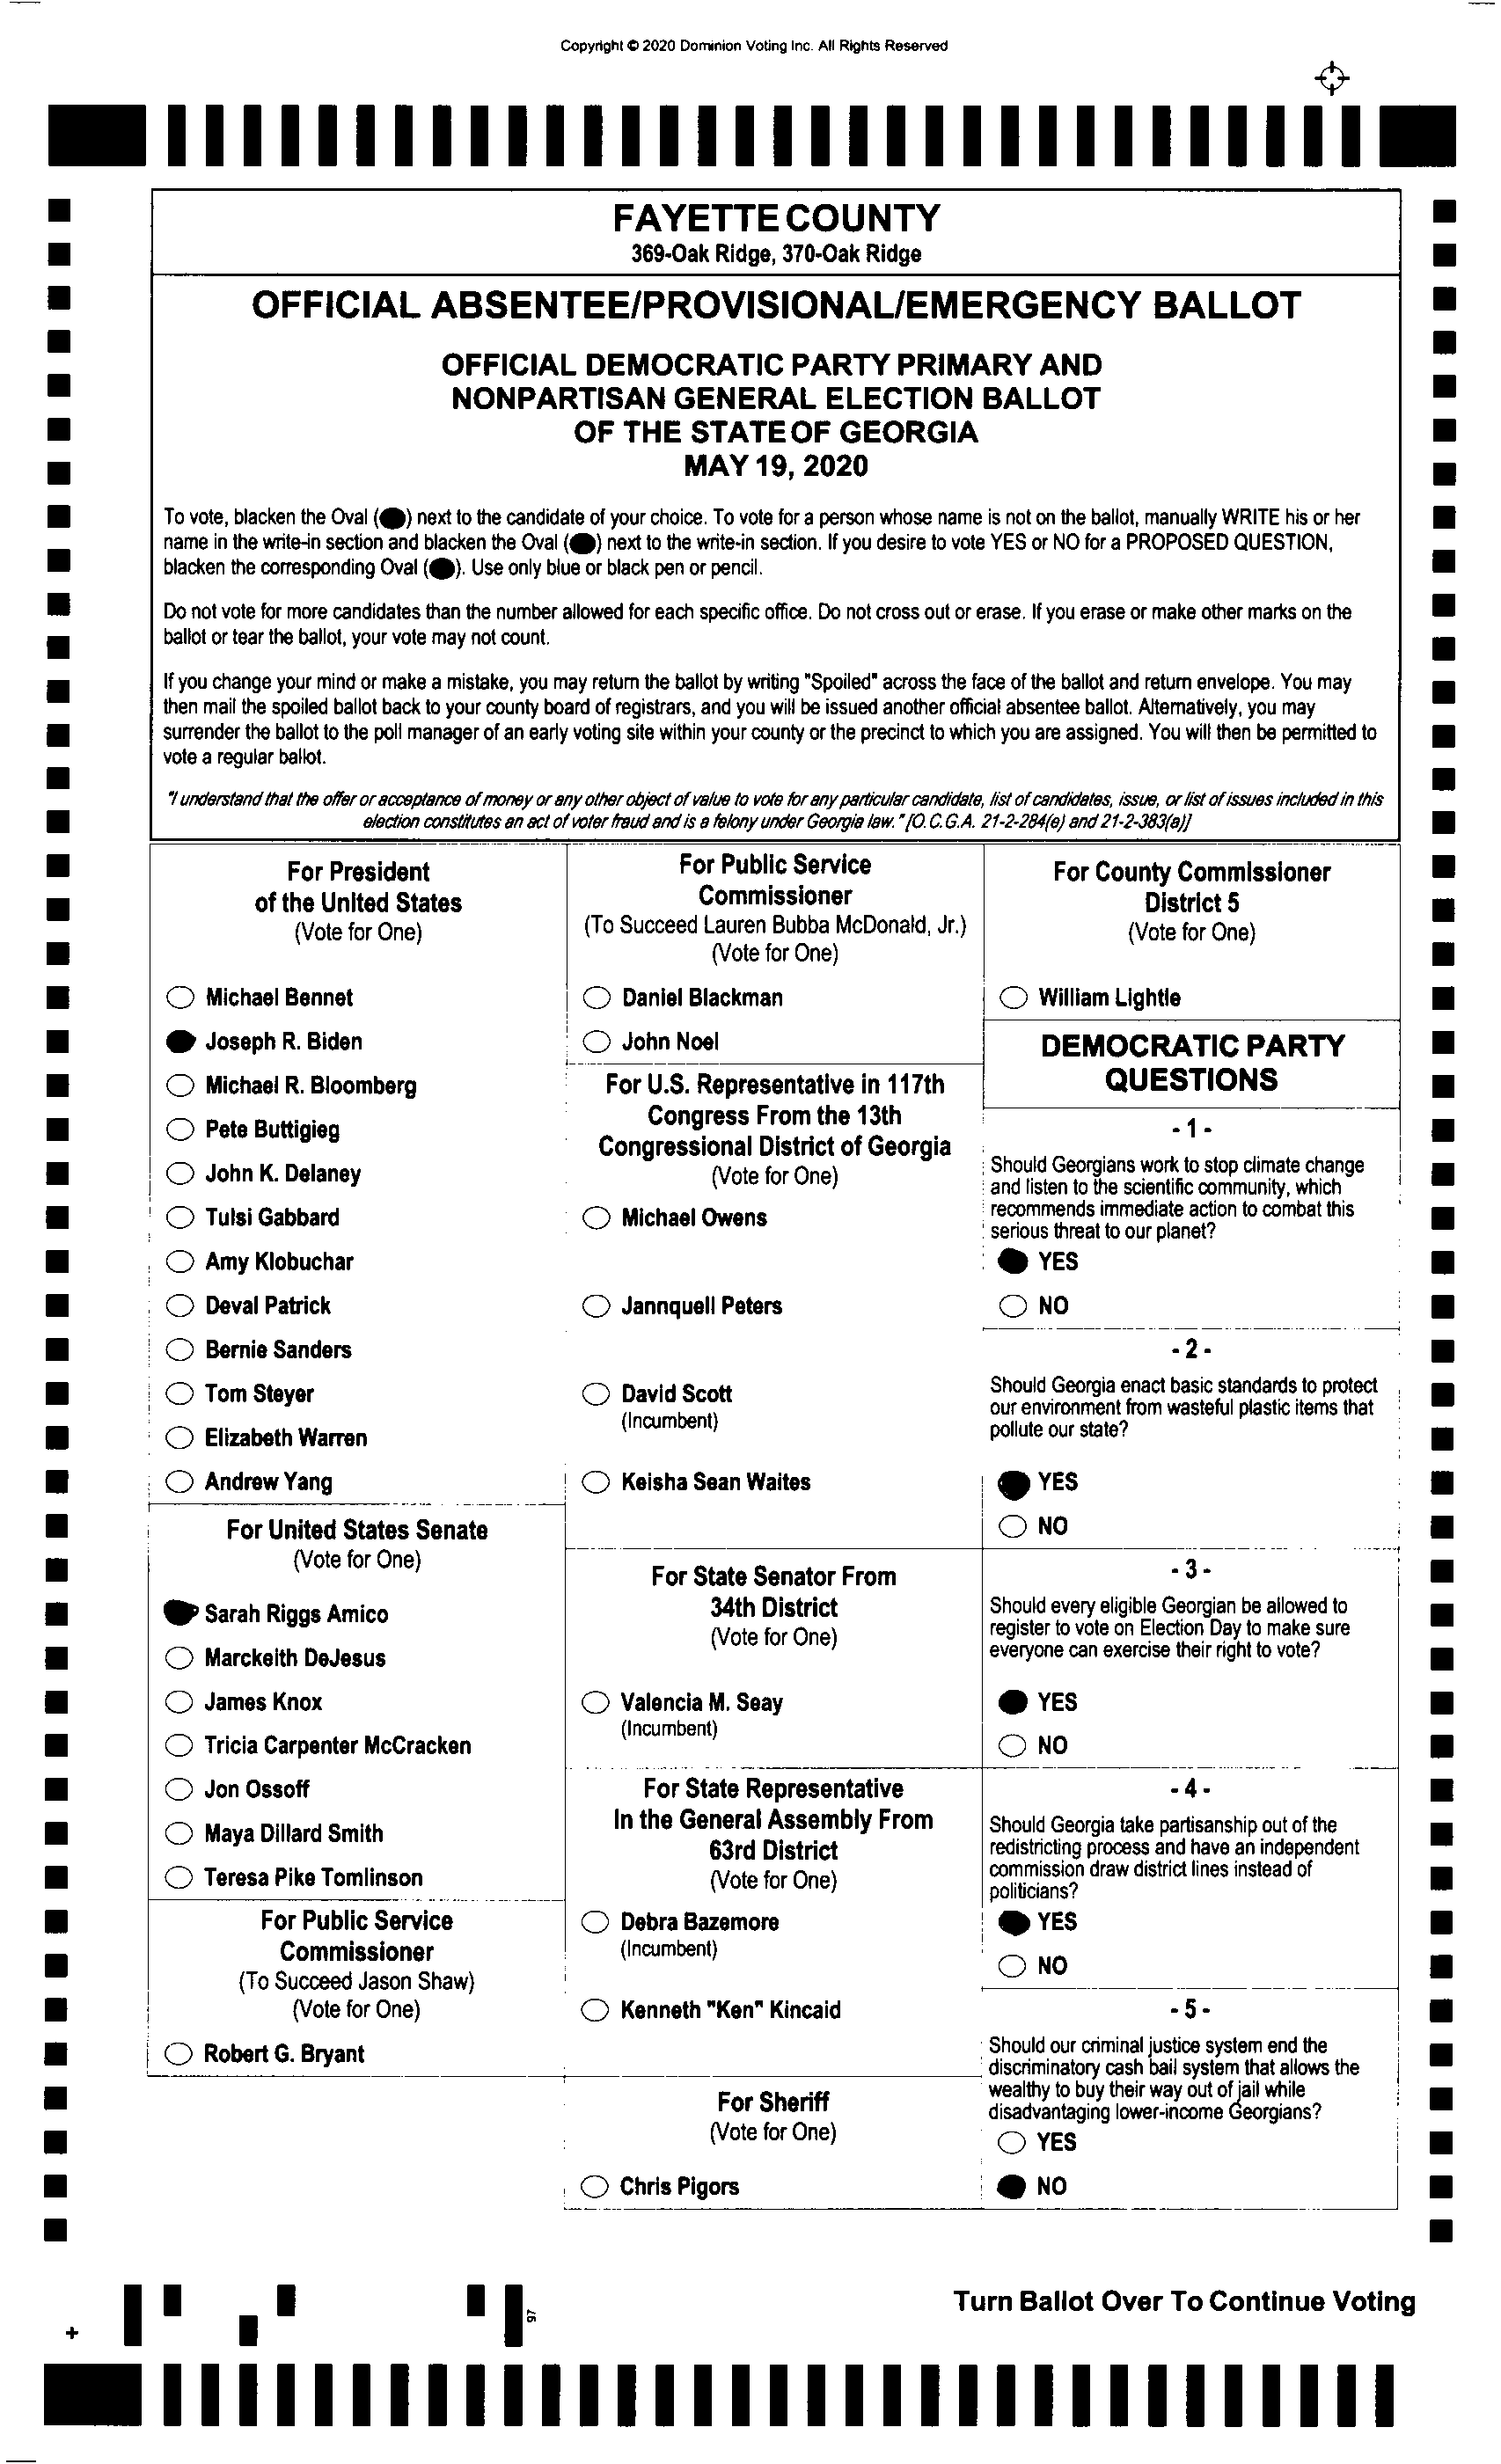 Copyright © 2020 Dominion Voting Inc. All Rights Reserved
FAYETTE COUNTY
369-Oak Ridge, 370-Oak Ridge
OFFICIAL ABSENTEE/PROVISIONAL/EMERGENCY BALLOT
OFFICIAL DEMOCRATIC PARTY PRIMARY AND
NONPARTISAN GENERAL ELECTION BALLOT
OF THE STATE OF GEORGIA
MAY 19, 2020
To vote, blacken the Oval ( ) next to the candidate of your choice. To vote for a person whose name is not on the ballot, manually WRITE his or her
name in the write-in section and blacken the Oval ( ) next to the write-in section. If you desire to vote YES or NO for a PROPOSED QUESTION,
blacken the corresponding Oval ( ). Use only blue or black pen or pencil.
Do not vote for more candidates than the number allowed for each specific office. Do not cross out or erase. If you erase or make other marks on the
ballot or tear the ballot, your vote may not count.
If you change your mind or make a mistake, you may return the ballot by writing "Spoiled" across the face of the ballot and return envelope. You may
then mail the spoiled ballot back to your county board of registrars, and you will be issued another official absentee ballot. Alternatively, you may
surrender the ballot to the poll manager of an early voting site within your county or the precinct to which you are assigned. You will then be permitted to
vote a regular ballot.
"I understand that the offer or acceptance of money or any other object of value to vote for any particular candidate, list of candidates, issue, or list of issues included in this
election constitutes an act of voter fraud and is a felony under Georgia law." [O.C.G.A. 21-2-284(e) and 21-2-383(a)]
For President
of the United States
(Vote for One)
Michael Bennet
Joseph R. Biden
Michael R. Bloomberg
Pete Buttigieg
John K. Delaney
Tulsi Gabbard
Amy Klobuchar
Deval Patrick
Bernie Sanders
Tom Steyer
Elizabeth Warren
Andrew Yang
For United States Senate
(Vote for One)
Sarah Riggs Amico
Marckeith DeJesus
James Knox
Tricia Carpenter McCracken
Jon Ossoff
Maya Dillard Smith
Teresa Pike Tomlinson
For Public Service
Commissioner
(To Succeed Jason Shaw)
(Vote for One)
Robert G. Bryant
For Public Service
Commissioner
(To Succeed Lauren Bubba McDonald, Jr.)
(Vote for One)
Daniel Blackman
John Noel
For U.S. Representative in 117th
Congress From the 13th
Congressional District of Georgia
(Vote for One)
Michael Owens
Jannquell Peters
David Scott
(Incumbent)
Keisha Sean Waites
For State Senator From
34th District
(Vote for One)
Valencia M. Seay
(Incumbent)
For State Representative
In the General Assembly From
63rd District
(Vote for One)
Debra Bazemore
(Incumbent)
Kenneth "Ken" Kincaid
For Sheriff
(Vote for One)
Chris Pigors
For County Commissioner
District 5
(Vote for One)
William Lightle
DEMOCRATIC PARTY
QUESTIONS
- 1 -
Should Georgians work to stop climate change
and listen to the scientific community, which
recommends immediate action to combat this
serious threat to our planet?
YES
NO
- 2 -
Should Georgia enact basic standards to protect
our environment from wasteful plastic items that
pollute our state?
YES
NO
- 3 -
Should every eligible Georgian be allowed to
register to vote on Election Day to make sure
everyone can exercise their right to vote?
YES
NO
- 4 -
Should Georgia take partisanship out of the
redistricting process and have an independent
commission draw district lines instead of
politicians?
YES
NO
- 5 -
Should our criminal justice system end the
discriminatory cash bail system that allows the
wealthy to buy their way out of jail while
disadvantaging lower-income Georgians?
YES
NO
97
Turn Ballot Over To Continue Voting